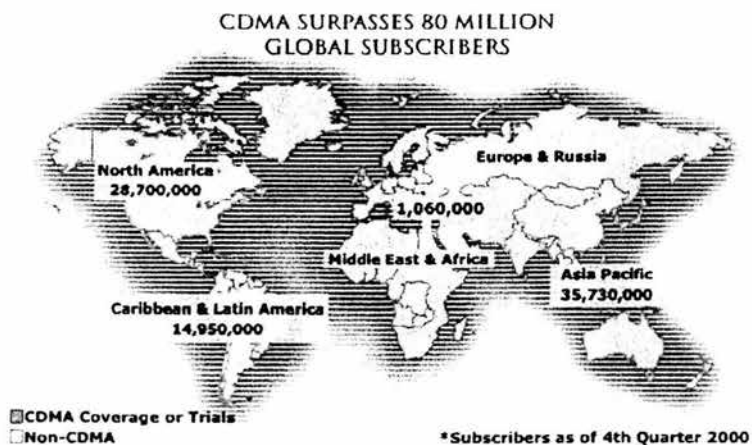 CDMA SURPASSES 80 MILLION
GLOBAL SUBSCRIBERS
North America
28,700,000
Europe & Russia
1,060,000
Middle East & Africa
Asia Pacific
35,730,000
Caribbean & Latin America
14,950,000
CDMA Coverage or Trials
Non-CDMA
*Subscribers as of 4th Quarter 2000